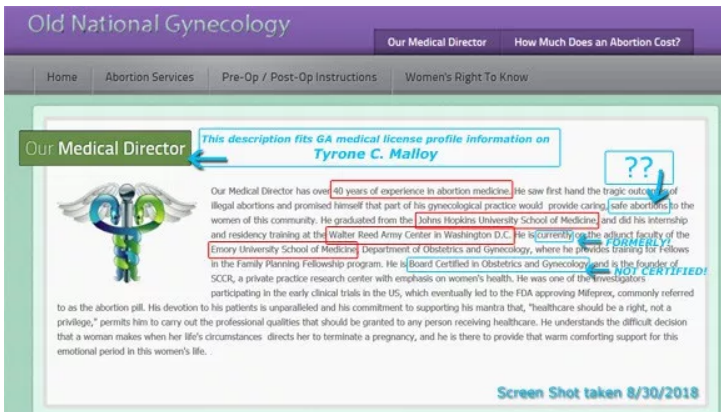 Old National Gynecology
Our Medical Director How Much Does an Abortion Cost?
Home Abortion Services Pre-Op / Post-Op Instructions Women's Right To Know
Our Medical Director
This description fits GA medical license profile information on
Tyrone C. Malloy
??
Our Medical Director has over 40 years of experience in abortion medicine. He saw first hand the tragic outcomes of
illegal abortions and promised himself that part of his gynecological practice would provide caring, safe abortions to the
women of this community. He graduated from the Johns Hopkins University School of Medicine, and did his internship
and residency training at the Walter Reed Army Center in Washington D.C. He is currently on the adjunct faculty of the
FORMERLY!
Emory University School of Medicine, Department of Obstetrics and Gynecology, where he provides training for Fellows
in the Family Planning Fellowship program. He is Board Certified in Obstetrics and Gynecology and is the founder of
NOT CERTIFIED!
SCCR, a private practice research center with emphasis on women's health. He was one of the investigators
participating in the early clinical trials in the US, which eventually led to the FDA approving Mifeprex, commonly referred
to as the abortion pill. His devotion to his patients is unparalleled and his commitment to supporting his mantra that, "healthcare should be a right, not a
privilege," permits him to carry out the professional qualities that should be granted to any person receiving healthcare. He understands the difficult decision
that a woman makes when her life's circumstances directs her to terminate a pregnancy, and he is there to provide that warm comforting support for this
emotional period in this women's life.
Screen Shot taken 8/30/2018